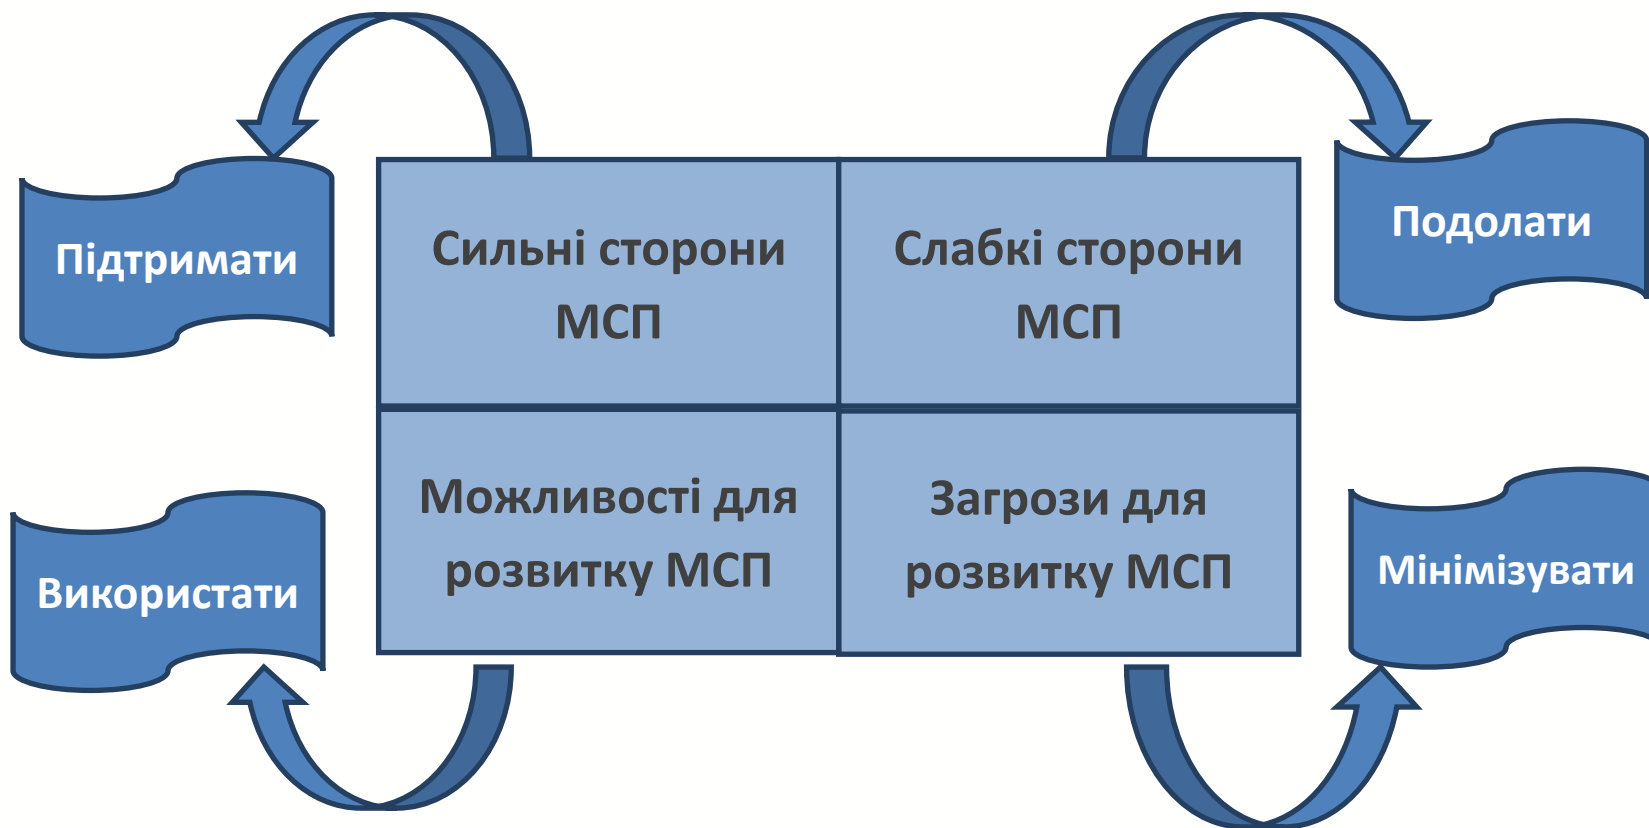 Підтримати
Сильні сторони
МСП
Слабкі сторони
МСП
Подолати
Використати
Можливості для
розвитку МСП
Загрози для
розвитку МСП
Мінімізувати